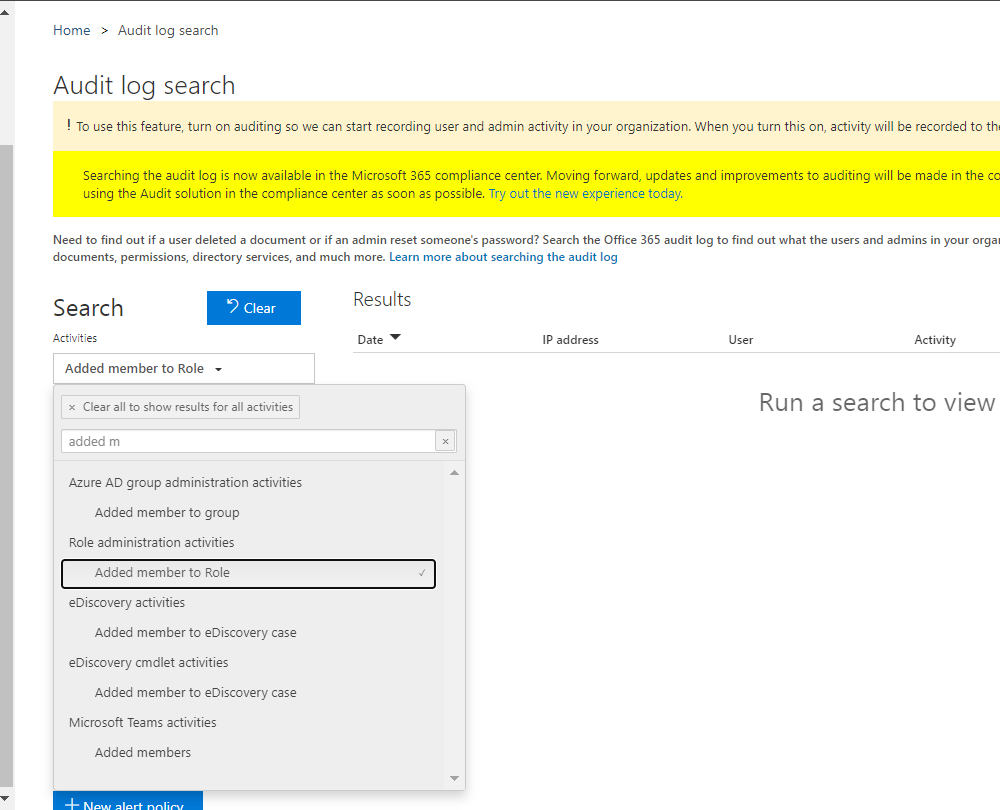 Home > Audit log search
Audit log search
! To use this feature, turn on auditing so we can start recording user and admin activity in your organization. When you turn this on, activity will be recorded to the
Searching the audit log is now available in the Microsoft 365 compliance center. Moving forward, updates and improvements to auditing will be made in the co
using the Audit solution in the compliance center as soon as possible. Try out the new experience today.
Need to find out if a user deleted a document or if an admin reset someone's password? Search the Office 365 audit log to find out what the users and admins in your orga
documents, permissions, directory services, and much more. Learn more about searching the audit log
Search
Clear
Activities
Added member to Role
× Clear all to show results for all activities
added m
×
Azure AD group administration activities
Added member to group
Role administration activities
Added member to Role ✓
eDiscovery activities
Added member to eDiscovery case
eDiscovery cmdlet activities
Added member to eDiscovery case
Microsoft Teams activities
Added members
+ New alert policy
Results
Date IP address User Activity
Run a search to view